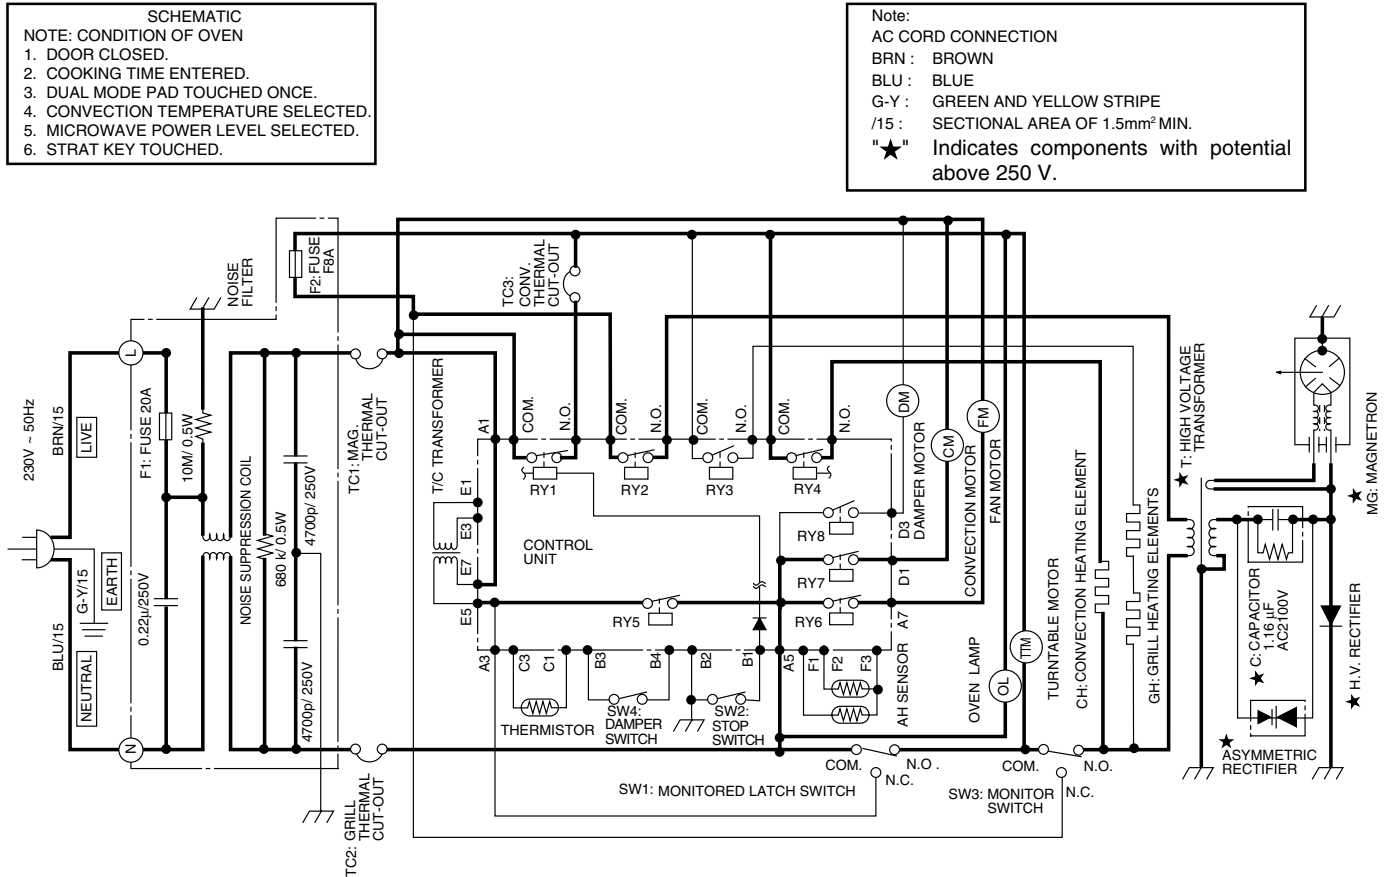 SCHEMATIC
NOTE: CONDITION OF OVEN
1. DOOR CLOSED.
2. COOKING TIME ENTERED.
3. DUAL MODE PAD TOUCHED ONCE.
4. CONVECTION TEMPERATURE SELECTED.
5. MICROWAVE POWER LEVEL SELECTED.
6. STRAT KEY TOUCHED.
Note:
AC CORD CONNECTION
BRN : BROWN
BLU : BLUE
G-Y : GREEN AND YELLOW STRIPE
/15 : SECTIONAL AREA OF 1.5mm² MIN.
"★" Indicates components with potential
above 250 V.
230V ~ 50Hz
BRN/15
LIVE
BLU/15
NEUTRAL
G-Y/15
EARTH
L
N
F1: FUSE 20A
10M/ 0.5W
0.22µ/250V
NOISE
FILTER
NOISE SUPPRESSION COIL
680 k/ 0.5W
4700p/ 250V
4700p/ 250V
F2: FUSE
F8A
TC1: MAG.
THERMAL
CUT-OUT
TC2: GRILL
THERMAL
CUT-OUT
TC3:
CONV.
THERMAL
CUT-OUT
T/C TRANSFORMER
A1
E1
E3
E7
E5
A3
COM.
N.O.
COM.
N.O.
COM.
N.O.
COM.
N.O.
RY1
RY2
RY3
RY4
CONTROL
UNIT
RY8
RY7
RY6
RY5
D3
D1
A7
C3
C1
B3
B4
B2
B1
A5
F1
F2
F3
THERMISTOR
SW4:
DAMPER
SWITCH
SW2:
STOP
SWITCH
AH SENSOR
DM
DAMPER MOTOR
CM
CONVECTION MOTOR
FM
FAN MOTOR
OL
OVEN LAMP
TTM
TURNTABLE MOTOR
CH: CONVECTION HEATING ELEMENT
GH: GRILL HEATING ELEMENTS
COM.
N.O.
N.C.
SW1: MONITORED LATCH SWITCH
COM.
N.O.
N.C.
SW3: MONITOR
SWITCH
★ T: HIGH VOLTAGE
TRANSFORMER
★ C: CAPACITOR
1.16 µF
AC2100V
★
ASYMMETRIC
RECTIFIER
★ H.V. RECTIFIER
★
MG: MAGNETRON